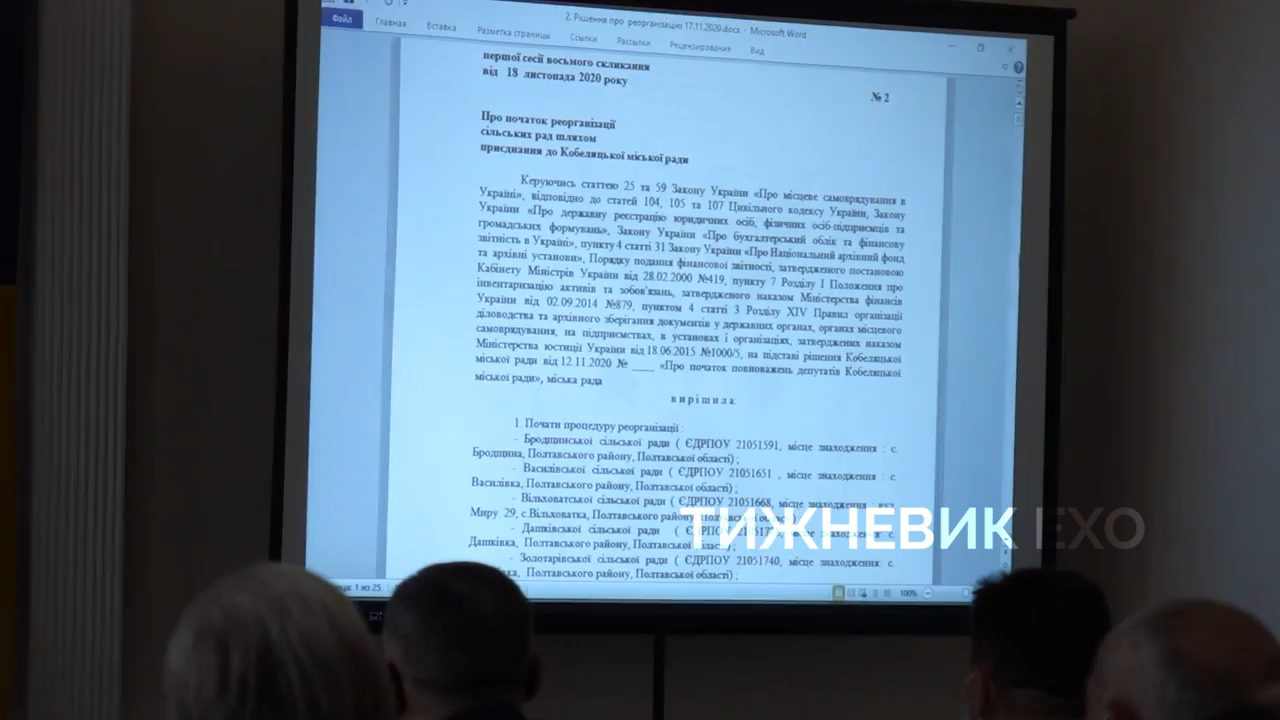 2. Рішення про реорганізацію 17.11.2020.docx - Microsoft Word
Файл Главная Вставка Разметка страницы Ссылки Рассылки Рецензирование Вид
першої сесії восьмого скликання
від 18 листопада 2020 року
№ 2
Про початок реорганізації
сільських рад шляхом
приєднання до Кобеляцької міської ради
Керуючись статтею 25 та 59 Закону України «Про місцеве самоврядування в
Україні», відповідно до статей 104, 105 та 107 Цивільного кодексу України, Закону
України «Про державну реєстрацію юридичних осіб, фізичних осіб-підприємців та
громадських формувань», Закону України «Про бухгалтерський облік та фінансову
звітність в Україні», пункту 4 статті 31 Закону України «Про Національний архівний фонд
та архівні установи», Порядку подання фінансової звітності, затвердженого постановою
Кабінету Міністрів України від 28.02.2000 №419, пункту 7 Розділу І Положення про
інвентаризацію активів та зобов'язань, затвердженого наказом Міністерства фінансів
України від 02.09.2014 №879, пунктом 4 статті 3 Розділу XIV Правил організації
діловодства та архівного зберігання документів у державних органах, органах місцевого
самоврядування, на підприємствах, в установах і організаціях, затверджених наказом
Міністерства юстиції України від 18.06.2015 №1000/5, на підставі рішення Кобеляцької
міської ради від 12.11.2020 № ____ «Про початок повноважень депутатів Кобеляцької
міської ради», міська рада
в и р і ш и л а:
1. Почати процедуру реорганізації :
- Бродщинської сільської ради ( ЄДРПОУ 21051591, місце знаходження : с.
Бродщина, Полтавського району, Полтавської області) ;
- Василівської сільської ради ( ЄДРПОУ 21051651 , місце знаходження : с.
Василівка, Полтавського району, Полтавської області) ;
- Вільховатської сільської ради ( ЄДРПОУ 21051668, місце знаходження : вул.
Миру 29, с.Вільховатка, Полтавського району,
- Дашківської сільської ради ( ЄДРПОУ знаходження : с.
Дашківка, Полтавського району, Полтавської області) ;
- Золотарівської сільської ради ( ЄДРПОУ 21051740, місце знаходження: с.
Полтавського району, Полтавської області) ;
ТИЖНЕВИК ЕХО
1 из 25
100%